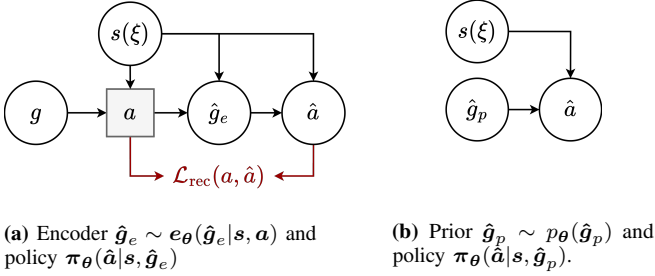 s(ξ)
g
a
ĝ_e
â
𝓛_rec(a, â)
(a) Encoder ĝ_e ∼ e_θ(ĝ_e|s, a) and
policy π_θ(â|s, ĝ_e)
s(ξ)
ĝ_p
â
(b) Prior ĝ_p ∼ p_θ(ĝ_p) and
policy π_θ(â|s, ĝ_p).